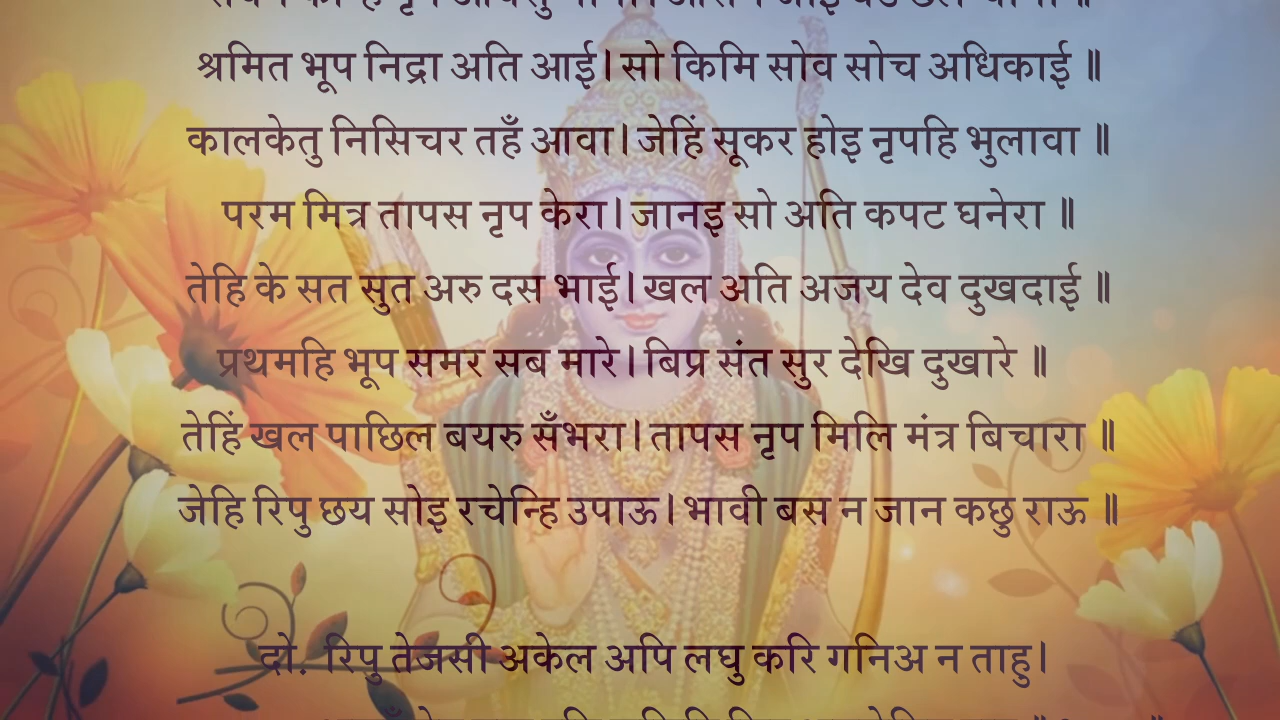 श्रमित भूप निद्रा अति आई। सो किमि सोव सोच अधिकाई ॥
कालकेतु निसिचर तहँ आवा। जेहिं सूकर होइ नृपहि भुलावा ॥
परम मित्र तापस नृप केरा। जानइ सो अति कपट घनेरा ॥
तेहि के सत सुत अरु दस भाई। खल अति अजय देव दुखदाई ॥
प्रथमहि भूप समर सब मारे। बिप्र संत सुर देखि दुखारे ॥
तेहिं खल पाछिल बयरु सँभरा। तापस नृप मिलि मंत्र बिचारा ॥
जेहि रिपु छय सोइ रचेन्हि उपाऊ। भावी बस न जान कछु राऊ ॥
दो. रिपु तेजसी अकेल अपि लघु करि गनिअ न ताहु।